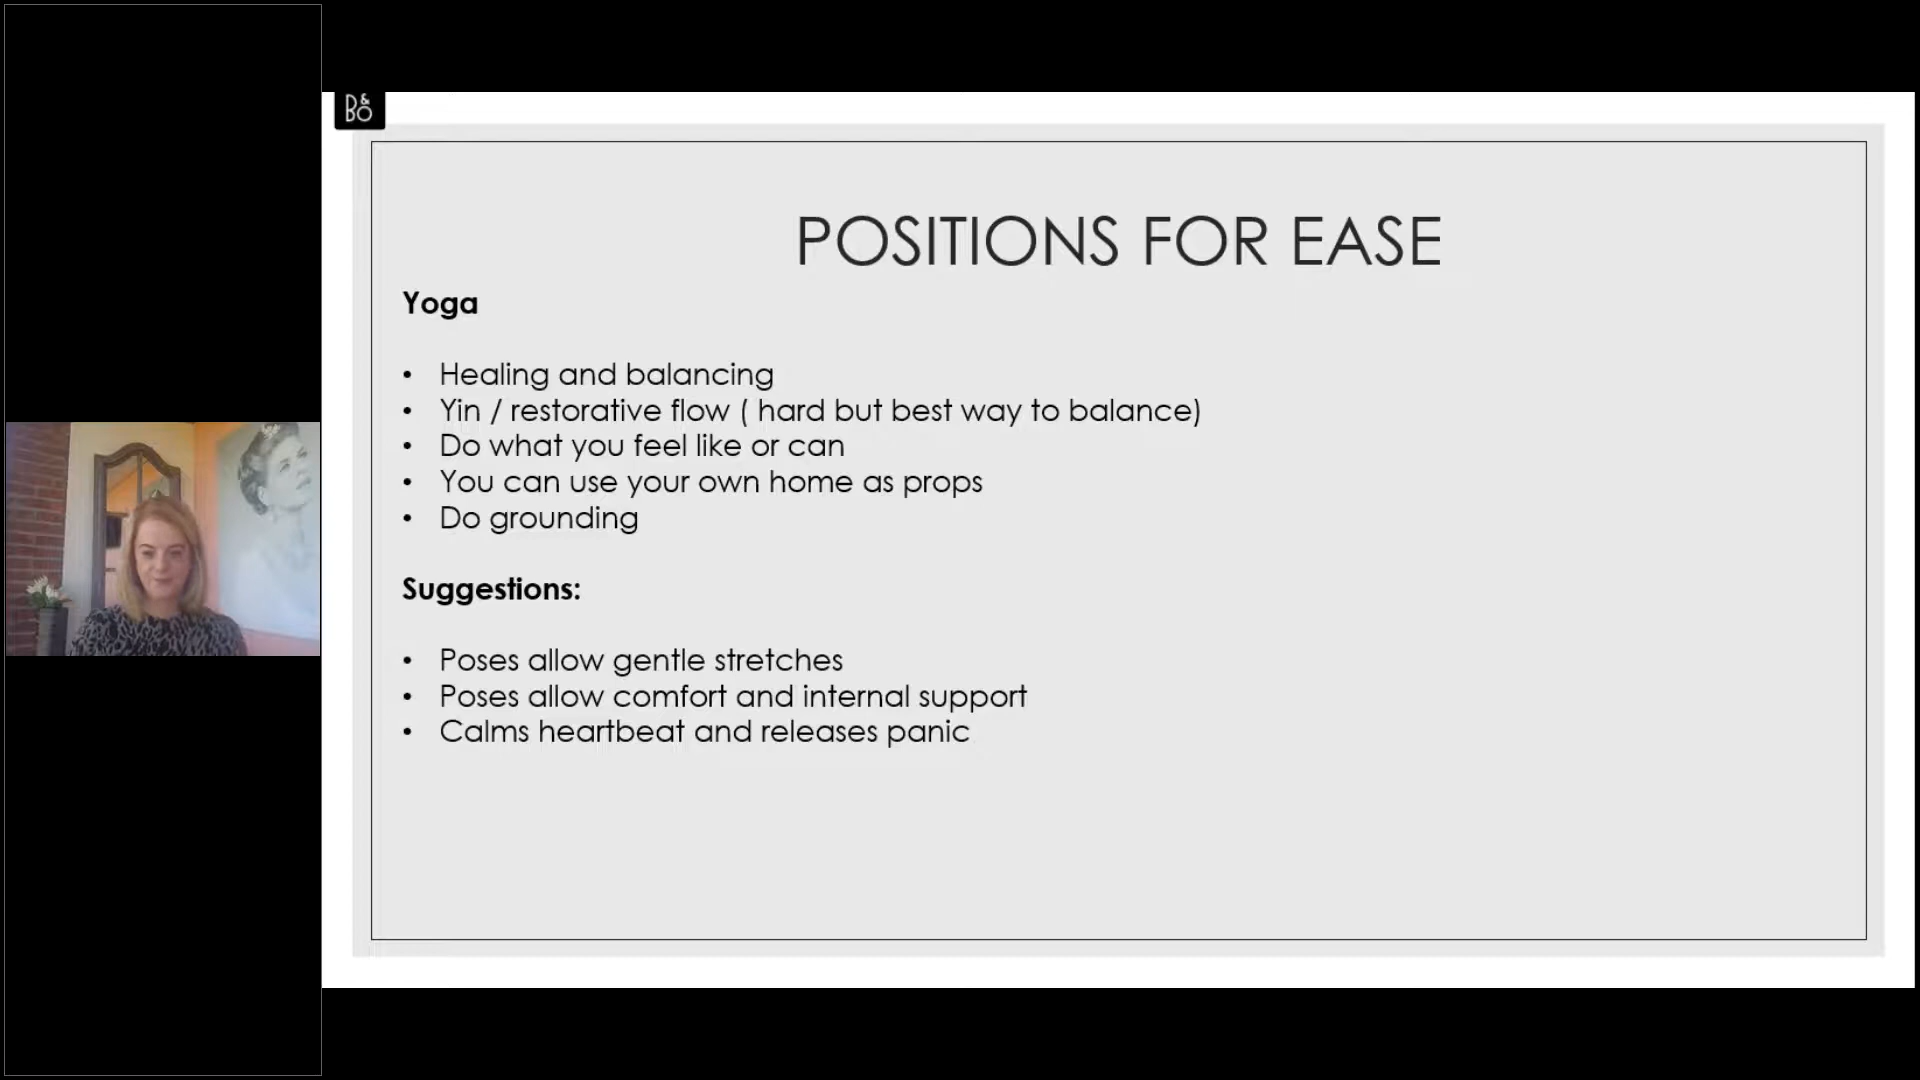 B&O
POSITIONS FOR EASE
Yoga
• Healing and balancing
• Yin / restorative flow ( hard but best way to balance)
• Do what you feel like or can
• You can use your own home as props
• Do grounding
Suggestions:
• Poses allow gentle stretches
• Poses allow comfort and internal support
• Calms heartbeat and releases panic